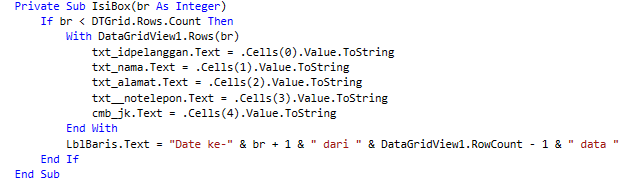 Private Sub IsiBox(br As Integer)
    If br < DTGrid.Rows.Count Then
        With DataGridView1.Rows(br)
            txt_idpelanggan.Text = .Cells(0).Value.ToString
            txt_nama.Text = .Cells(1).Value.ToString
            txt_alamat.Text = .Cells(2).Value.ToString
            txt__notelepon.Text = .Cells(3).Value.ToString
            cmb_jk.Text = .Cells(4).Value.ToString
        End With
        LblBaris.Text = "Date ke-" & br + 1 & " dari " & DataGridView1.RowCount - 1 & " data "
    End If
End Sub